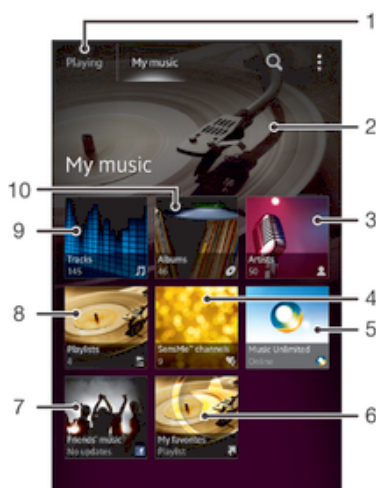 1
Playing My music
2
My music
10
9
3
Tracks
145
Albums
46
Artists
50
4
8
5
Playlists
4
SensMe™ channels
9
Music Unlimited
Online
7
6
Friends' music
No updates
My favorites
Playlist